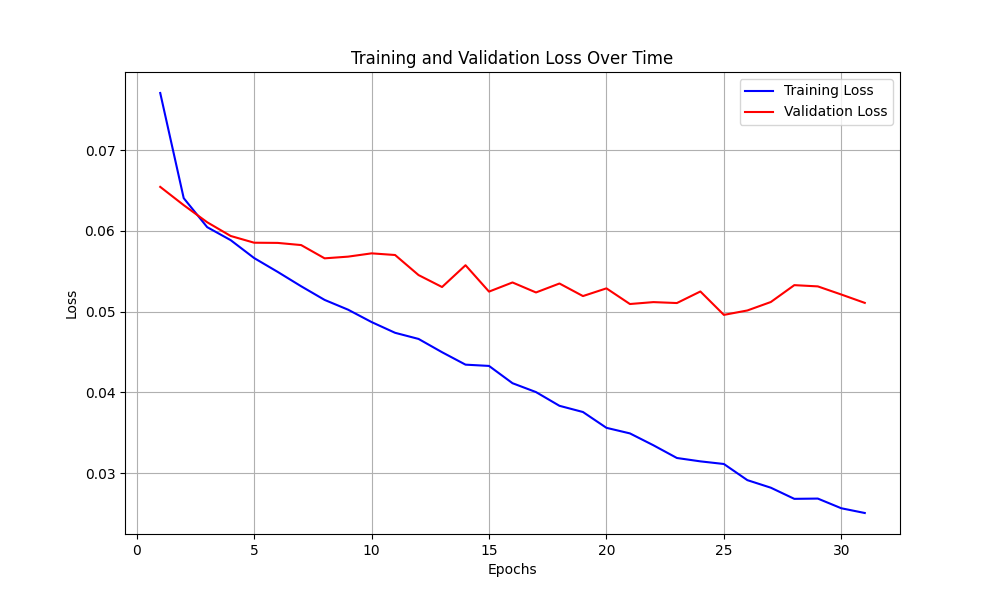 Training and Validation Loss Over Time
Training Loss
Validation Loss
Loss
0.07
0.06
0.05
0.04
0.03
0 5 10 15 20 25 30
Epochs